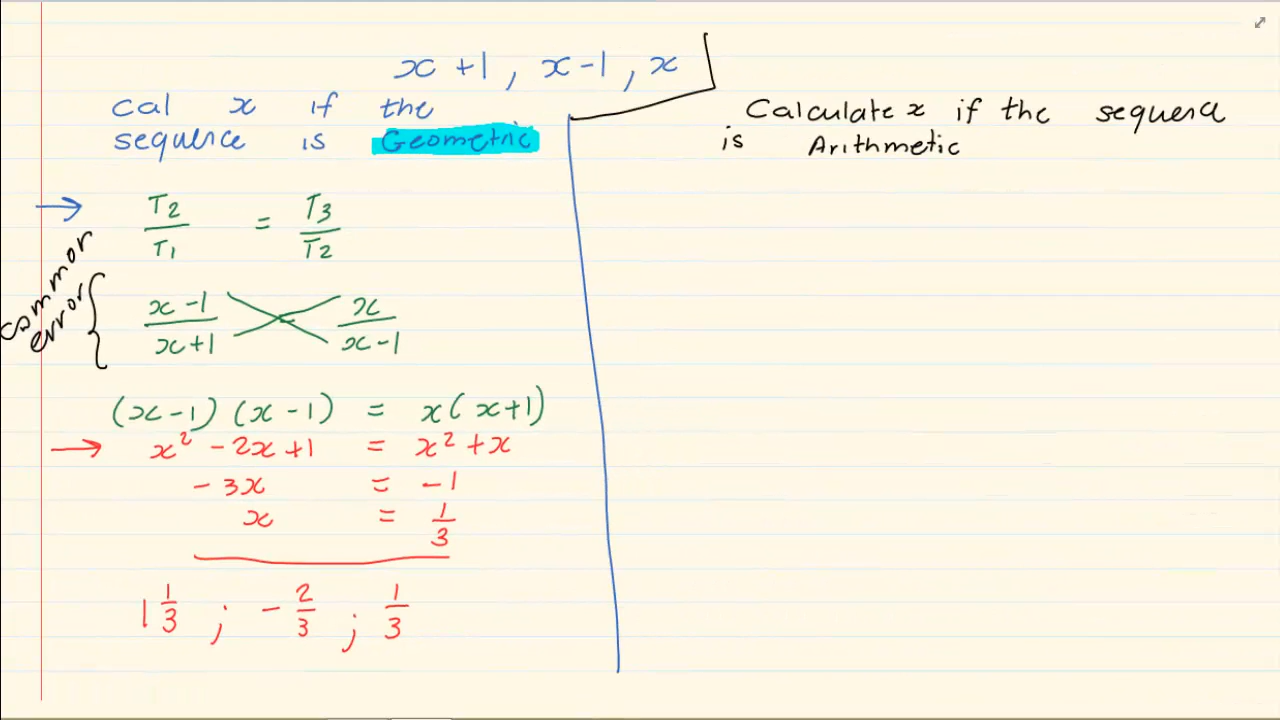 x + 1 , x - 1 , x
cal x if the
sequence is Geometric
T₂/T₁ = T₃/T₂
common
error
(x - 1)/(x + 1) = x/(x - 1)
(x - 1) (x - 1) = x(x + 1)
x² - 2x + 1 = x² + x
- 3x = - 1
x = 1/3
1 1/3 ; - 2/3 ; 1/3
Calculate x if the sequence
is Arithmetic